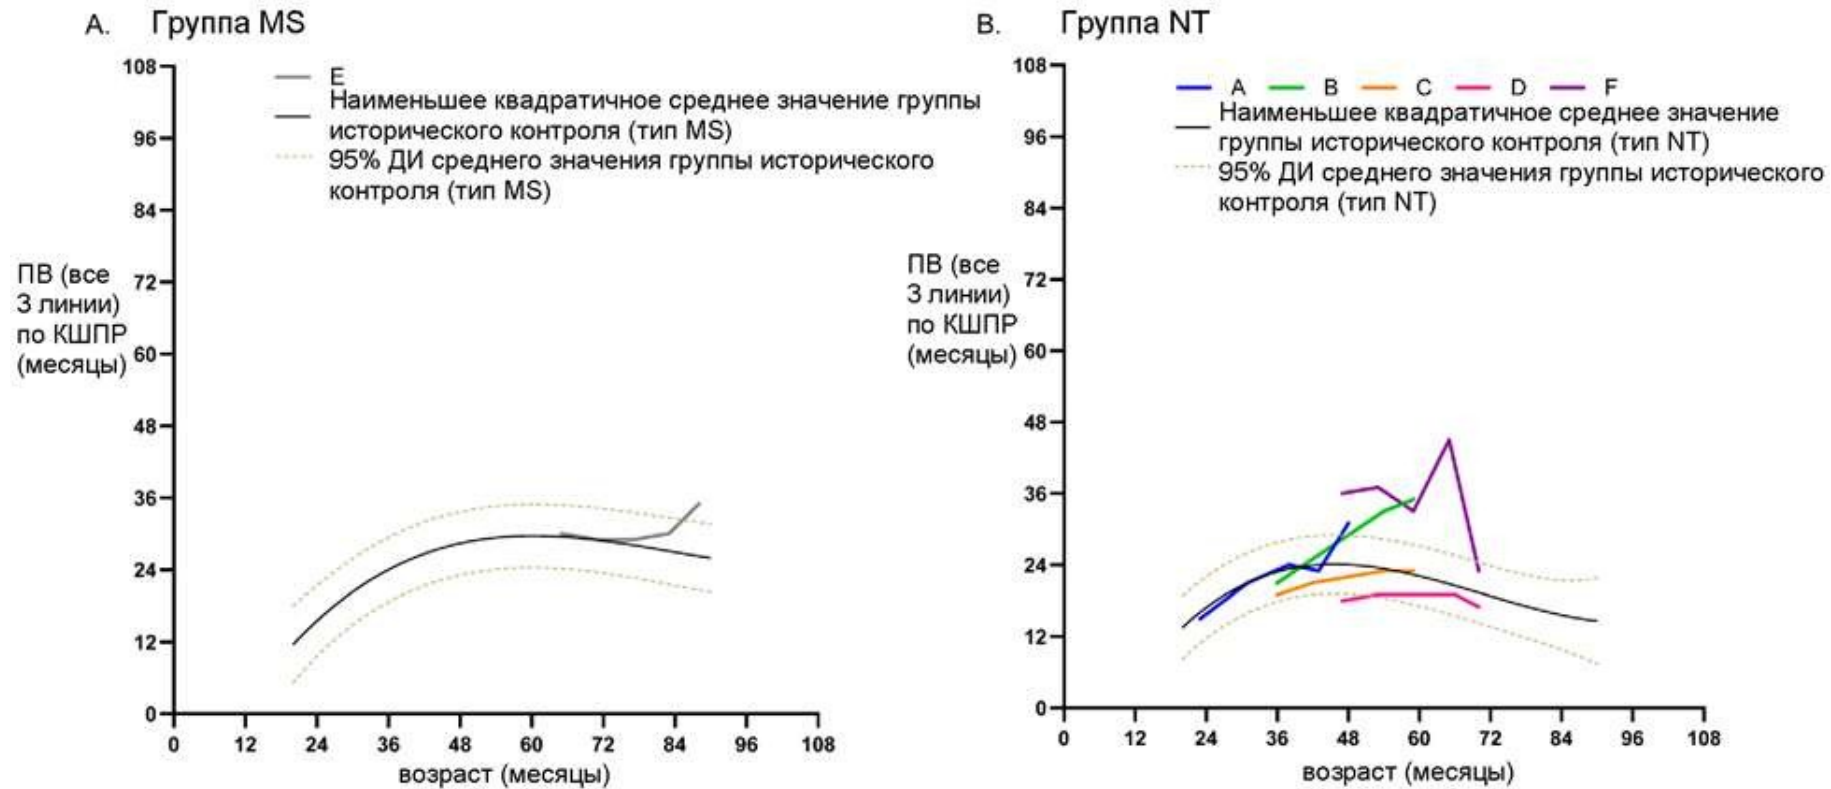 A. Группа MS
108
96
84
72
60
48
36
24
12
0
E
Наименьшее квадратичное среднее значение группы
исторического контроля (тип MS)
95% ДИ среднего значения группы исторического
контроля (тип MS)
ПВ (все
3 линии)
по КШПР
(месяцы)
0 12 24 36 48 60 72 84 96 108
возраст (месяцы)
B. Группа NT
108
96
84
72
60
48
36
24
12
0
A B C D F
Наименьшее квадратичное среднее значение
группы исторического контроля (тип NT)
95% ДИ среднего значения группы исторического
контроля (тип NT)
ПВ (все
3 линии)
по КШПР
(месяцы)
0 12 24 36 48 60 72 84 96 108
возраст (месяцы)